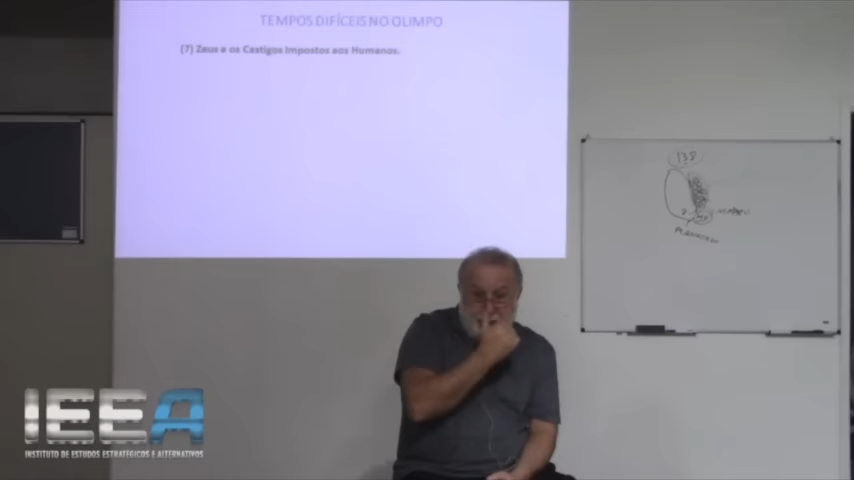 TEMPOS DIFÍCEIS NO OLIMPO
(7) Zeus e os Castigos Impostos aos Humanos.
IEEA
INSTITUTO DE ESTUDOS ESTRATÉGICOS E ALTERNATIVOS